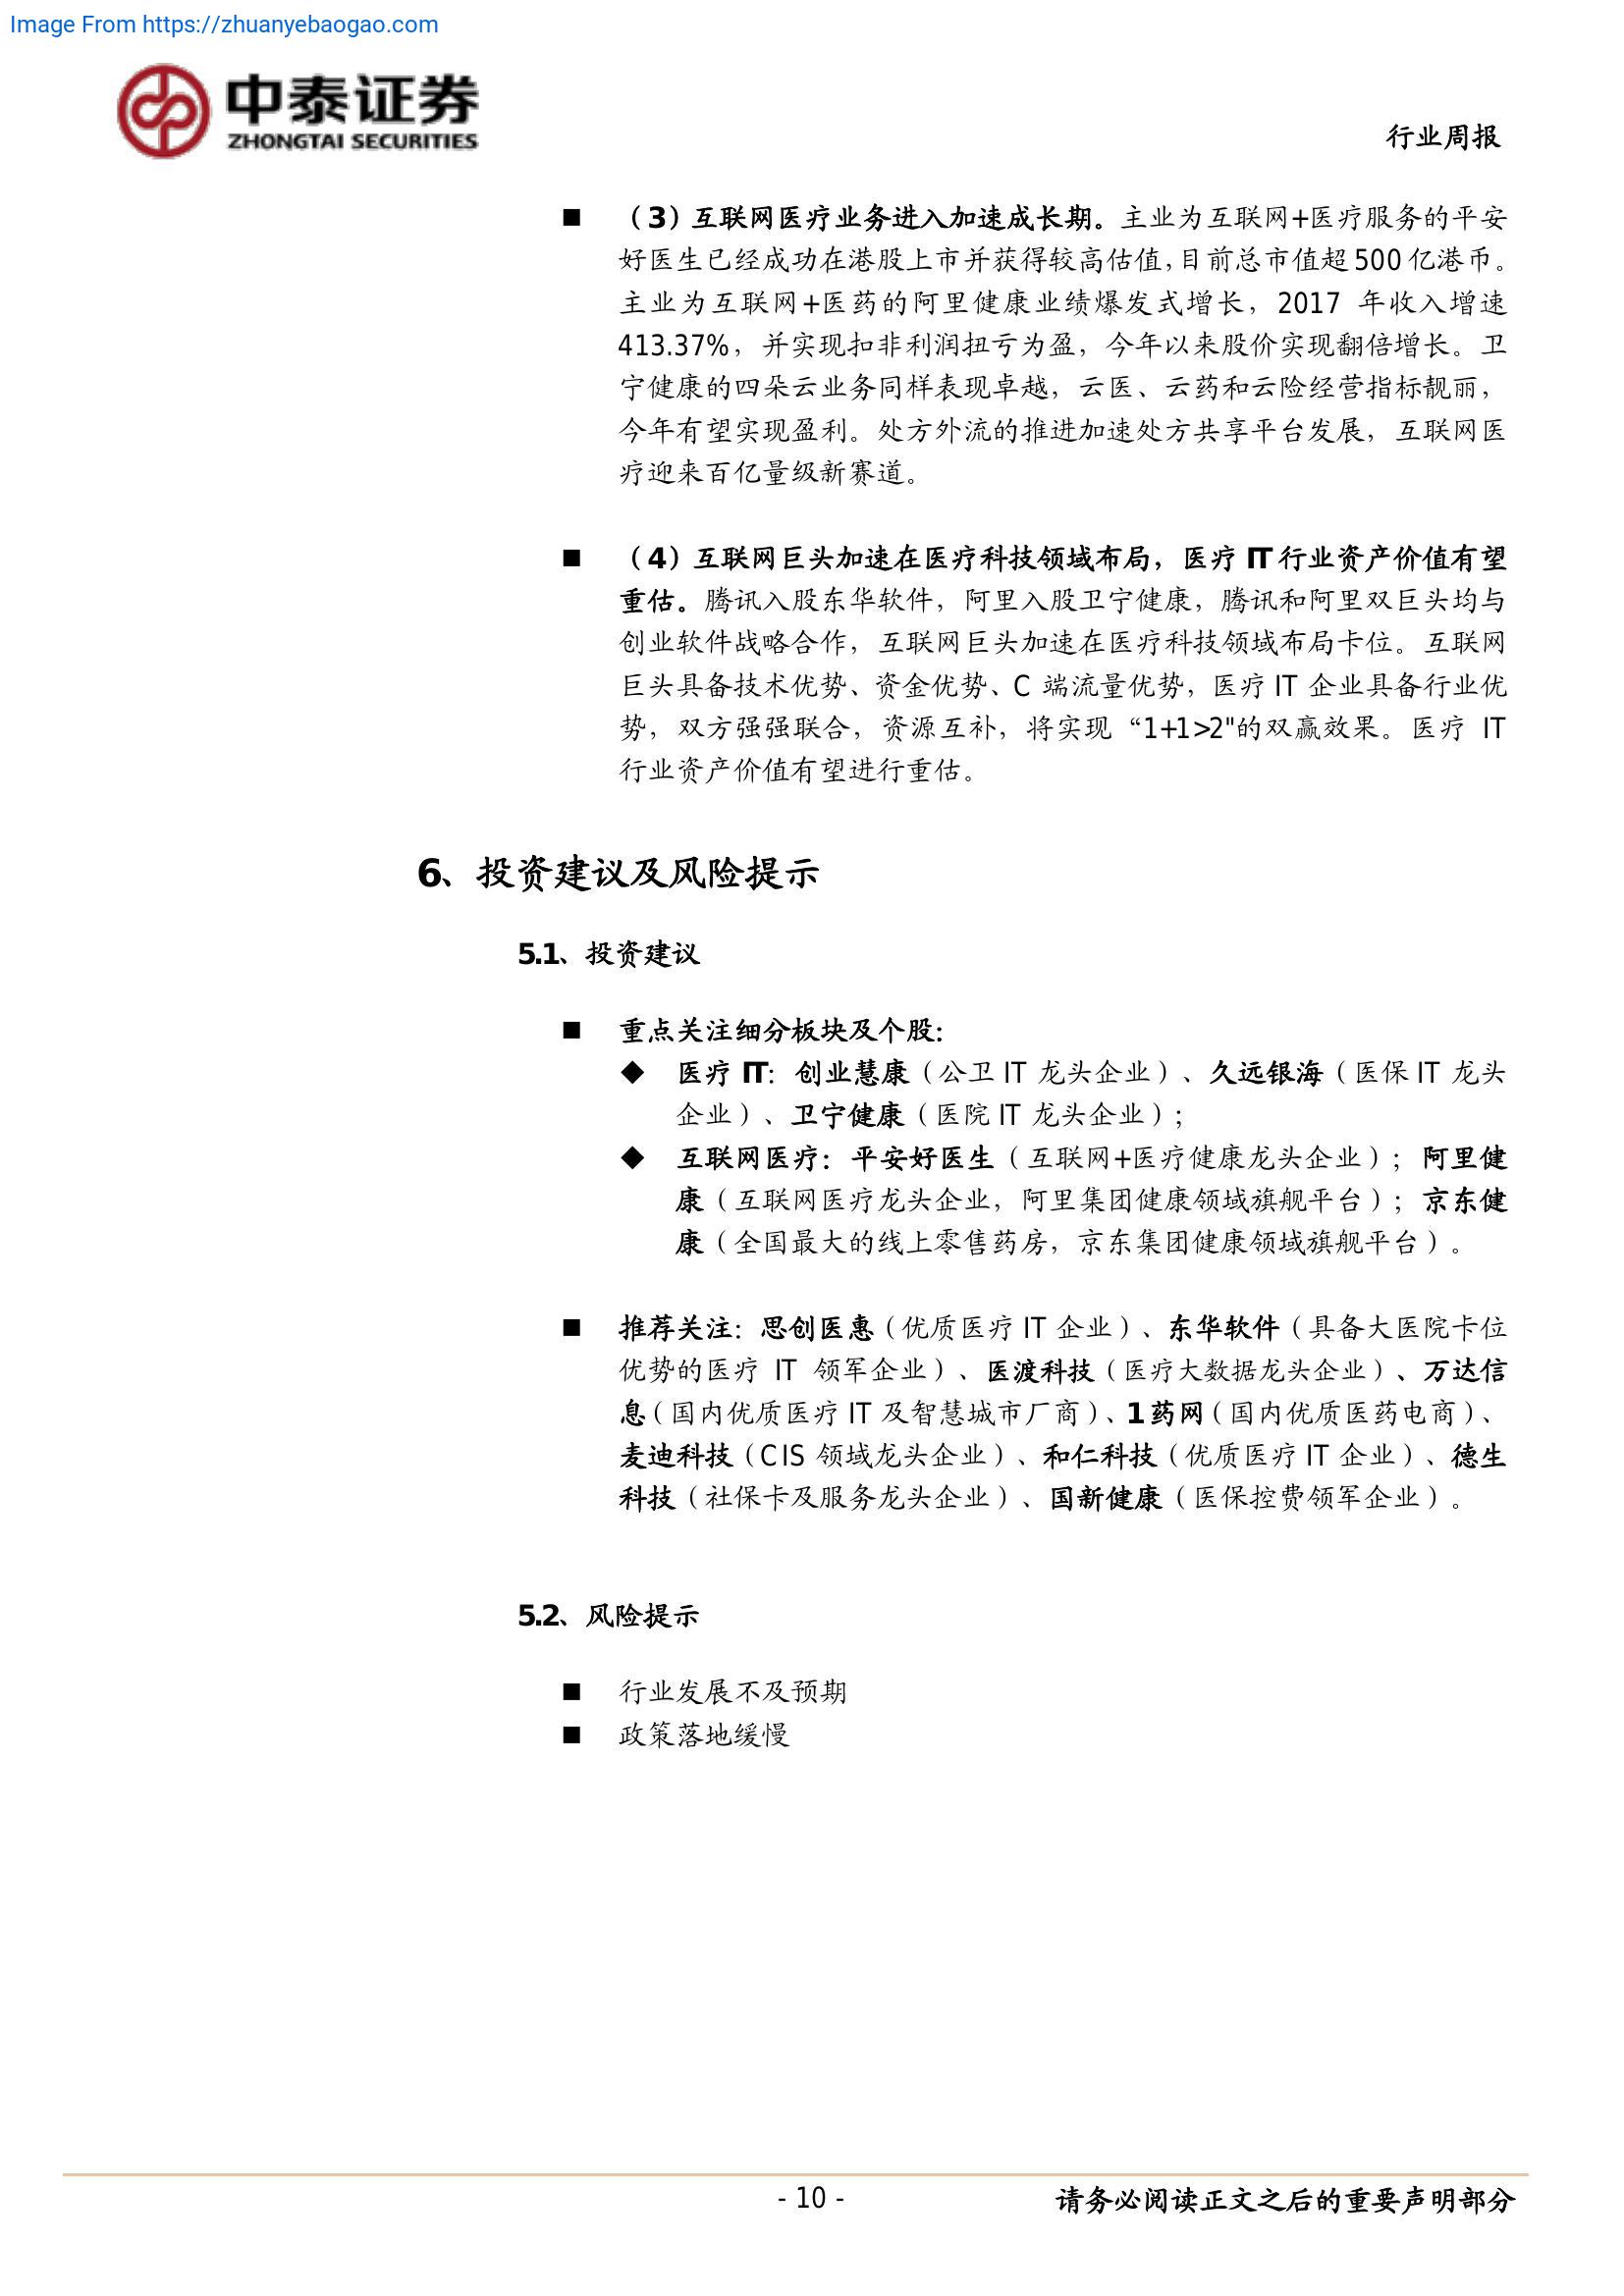 Image From https://zhuanyebaogao.com
中泰证券
ZHONGTAI SECURITIES
行业周报
■ （3）互联网医疗业务进入加速成长期。主业为互联网+医疗服务的平安
好医生已经成功在港股上市并获得较高估值，目前总市值超 500 亿港币。
主业为互联网+医药的阿里健康业绩爆发式增长，2017 年收入增速
413.37%，并实现扣非利润扭亏为盈，今年以来股价实现翻倍增长。卫
宁健康的四朵云业务同样表现卓越，云医、云药和云险经营指标靓丽，
今年有望实现盈利。处方外流的推进加速处方共享平台发展，互联网医
疗迎来百亿量级新赛道。
■ （4）互联网巨头加速在医疗科技领域布局，医疗 IT 行业资产价值有望
重估。腾讯入股东华软件，阿里入股卫宁健康，腾讯和阿里双巨头均与
创业软件战略合作，互联网巨头加速在医疗科技领域布局卡位。互联网
巨头具备技术优势、资金优势、C 端流量优势，医疗 IT 企业具备行业优
势，双方强强联合，资源互补，将实现“1+1>2"的双赢效果。医疗 IT
行业资产价值有望进行重估。
6、投资建议及风险提示
5.1、投资建议
■ 重点关注细分板块及个股：
◆ 医疗 IT：创业慧康（公卫 IT 龙头企业）、久远银海（医保 IT 龙头
企业）、卫宁健康（医院 IT 龙头企业）；
◆ 互联网医疗：平安好医生（互联网+医疗健康龙头企业）；阿里健
康（互联网医疗龙头企业，阿里集团健康领域旗舰平台）；京东健
康（全国最大的线上零售药房，京东集团健康领域旗舰平台）。
■ 推荐关注：思创医惠（优质医疗 IT 企业）、东华软件（具备大医院卡位
优势的医疗 IT 领军企业）、医渡科技（医疗大数据龙头企业）、万达信
息（国内优质医疗 IT 及智慧城市厂商）、1 药网（国内优质医药电商）、
麦迪科技（CIS 领域龙头企业）、和仁科技（优质医疗 IT 企业）、德生
科技（社保卡及服务龙头企业）、国新健康（医保控费领军企业）。
5.2、风险提示
■ 行业发展不及预期
■ 政策落地缓慢
- 10 -
请务必阅读正文之后的重要声明部分